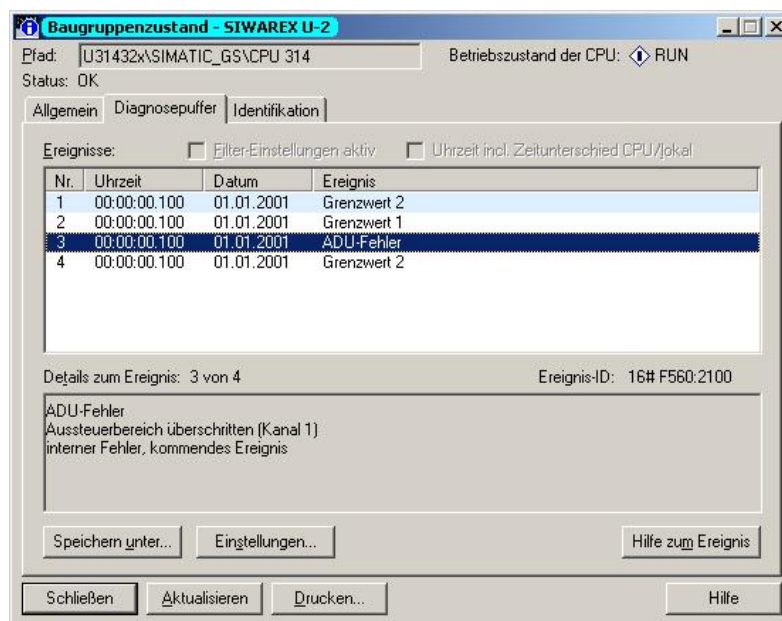 Baugruppenzustand - SIWAREX U-2
Pfad: U31432x\SIMATIC_GS\CPU 314 Betriebszustand der CPU: RUN
Status: OK
Allgemein Diagnosepuffer Identifikation
Ereignisse: Filter-Einstellungen aktiv Uhrzeit incl. Zeitunterschied CPU/lokal
Nr. Uhrzeit Datum Ereignis
1 00:00:00.100 01.01.2001 Grenzwert 2
2 00:00:00.100 01.01.2001 Grenzwert 1
3 00:00:00.100 01.01.2001 ADU-Fehler
4 00:00:00.100 01.01.2001 Grenzwert 2
Details zum Ereignis: 3 von 4 Ereignis-ID: 16# F560:2100
ADU-Fehler
Aussteuerbereich überschritten (Kanal 1)
interner Fehler, kommendes Ereignis
Speichern unter... Einstellungen... Hilfe zum Ereignis
Schließen Aktualisieren Drucken... Hilfe